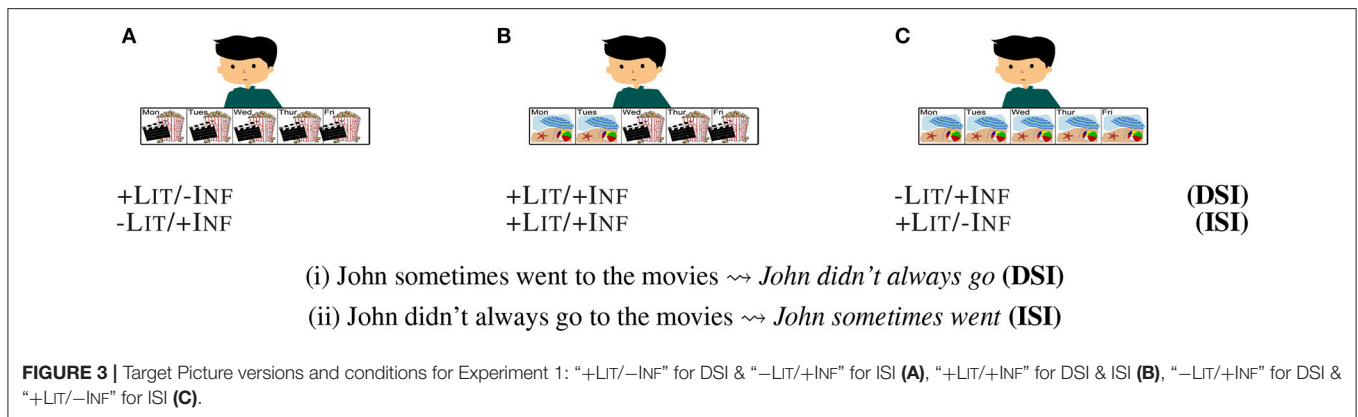 A B C
Mon Tues Wed Thur Fri Mon Tues Wed Thur Fri Mon Tues Wed Thur Fri
+LIT/-INF +LIT/+INF -LIT/+INF (DSI)
-LIT/+INF +LIT/+INF +LIT/-INF (ISI)
(i) John sometimes went to the movies ⇝ John didn't always go (DSI)
(ii) John didn't always go to the movies ⇝ John sometimes went (ISI)
FIGURE 3 | Target Picture versions and conditions for Experiment 1: “+LIT/−INF” for DSI & “−LIT/+INF” for ISI (A), “+LIT/+INF” for DSI & ISI (B), “−LIT/+INF” for DSI &
“+LIT/−INF” for ISI (C).